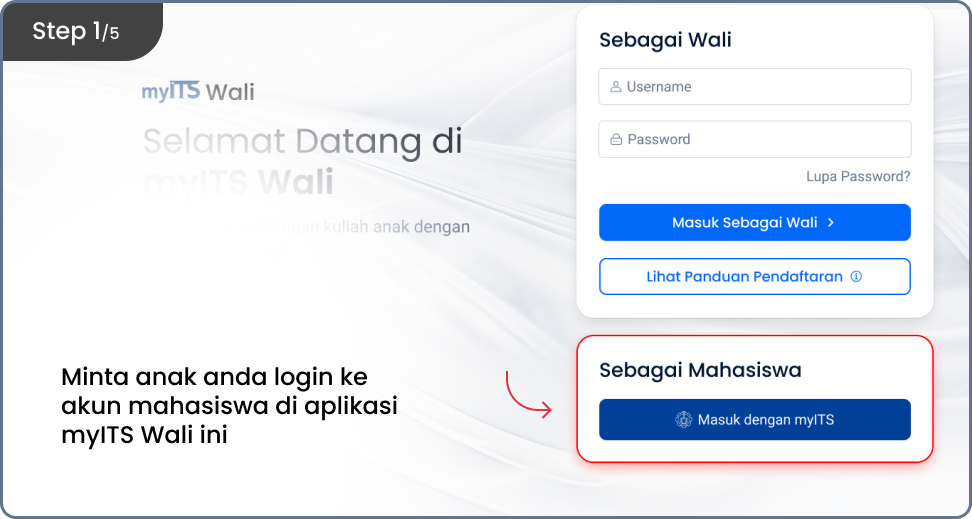 Step 1/5
myITS Wali
Selamat Datang di
myITS Wali
kuliah anak dengan
Minta anak anda login ke
akun mahasiswa di aplikasi
myITS Wali ini
Sebagai Wali
Username
Password
Lupa Password?
Masuk Sebagai Wali
Lihat Panduan Pendaftaran
Sebagai Mahasiswa
Masuk dengan myITS